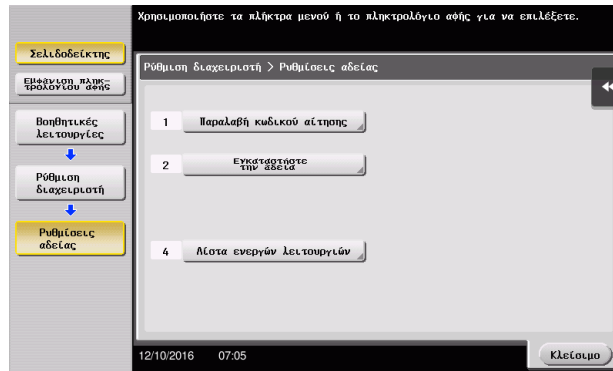 Χρησιμοποιήστε τα πλήκτρα μενού ή το πληκτρολόγιο αφής για να επιλέξετε.
Σελιδοδείκτης
Εμφάνιση πληκ-
τρολογίου αφής
Βοηθητικές
λειτουργίες
Ρύθμιση
διαχειριστή
Ρυθμίσεις
αδείας
Ρύθμιση διαχειριστή > Ρυθμίσεις αδείας
1 Παραλαβή κωδικού αίτησης
2 Εγκαταστήστε
την άδεια
4 Λίστα ενεργών λειτουργιών
12/10/2016 07:05
Κλείσιμο